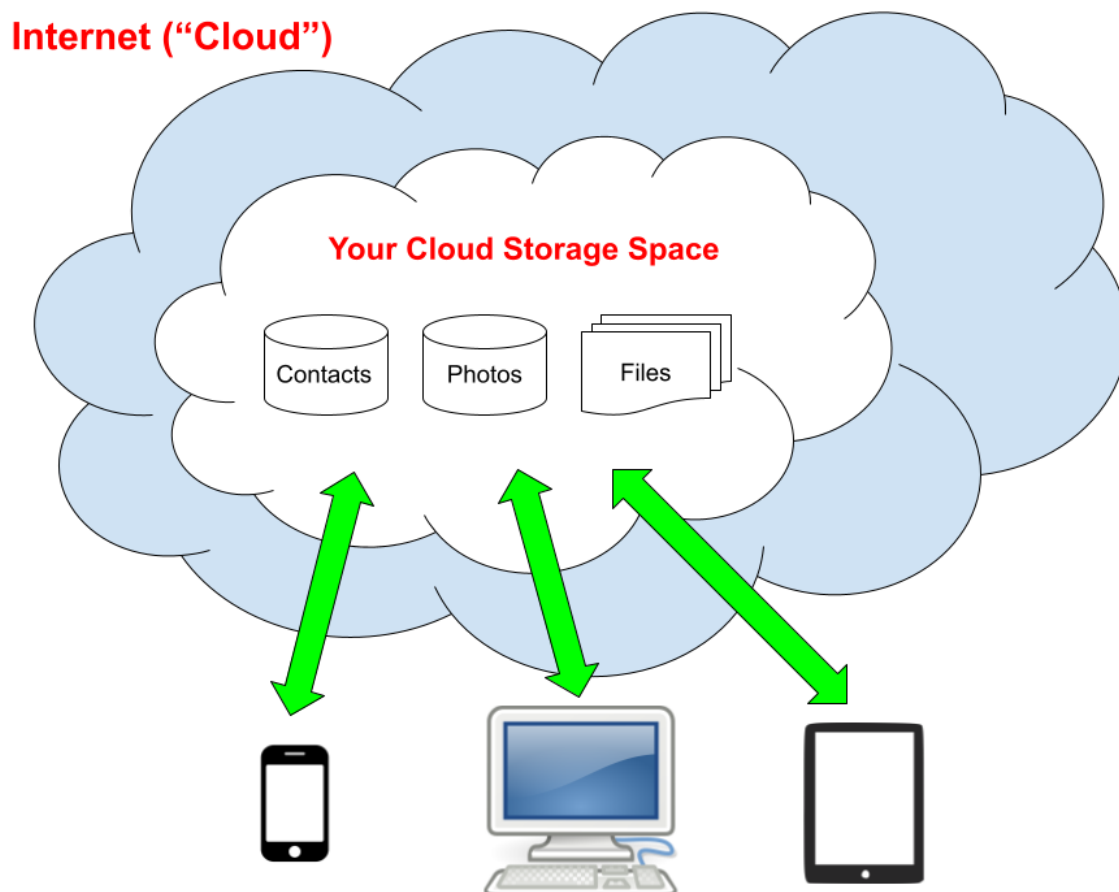 Internet (“Cloud”)
Your Cloud Storage Space
Contacts
Photos
Files